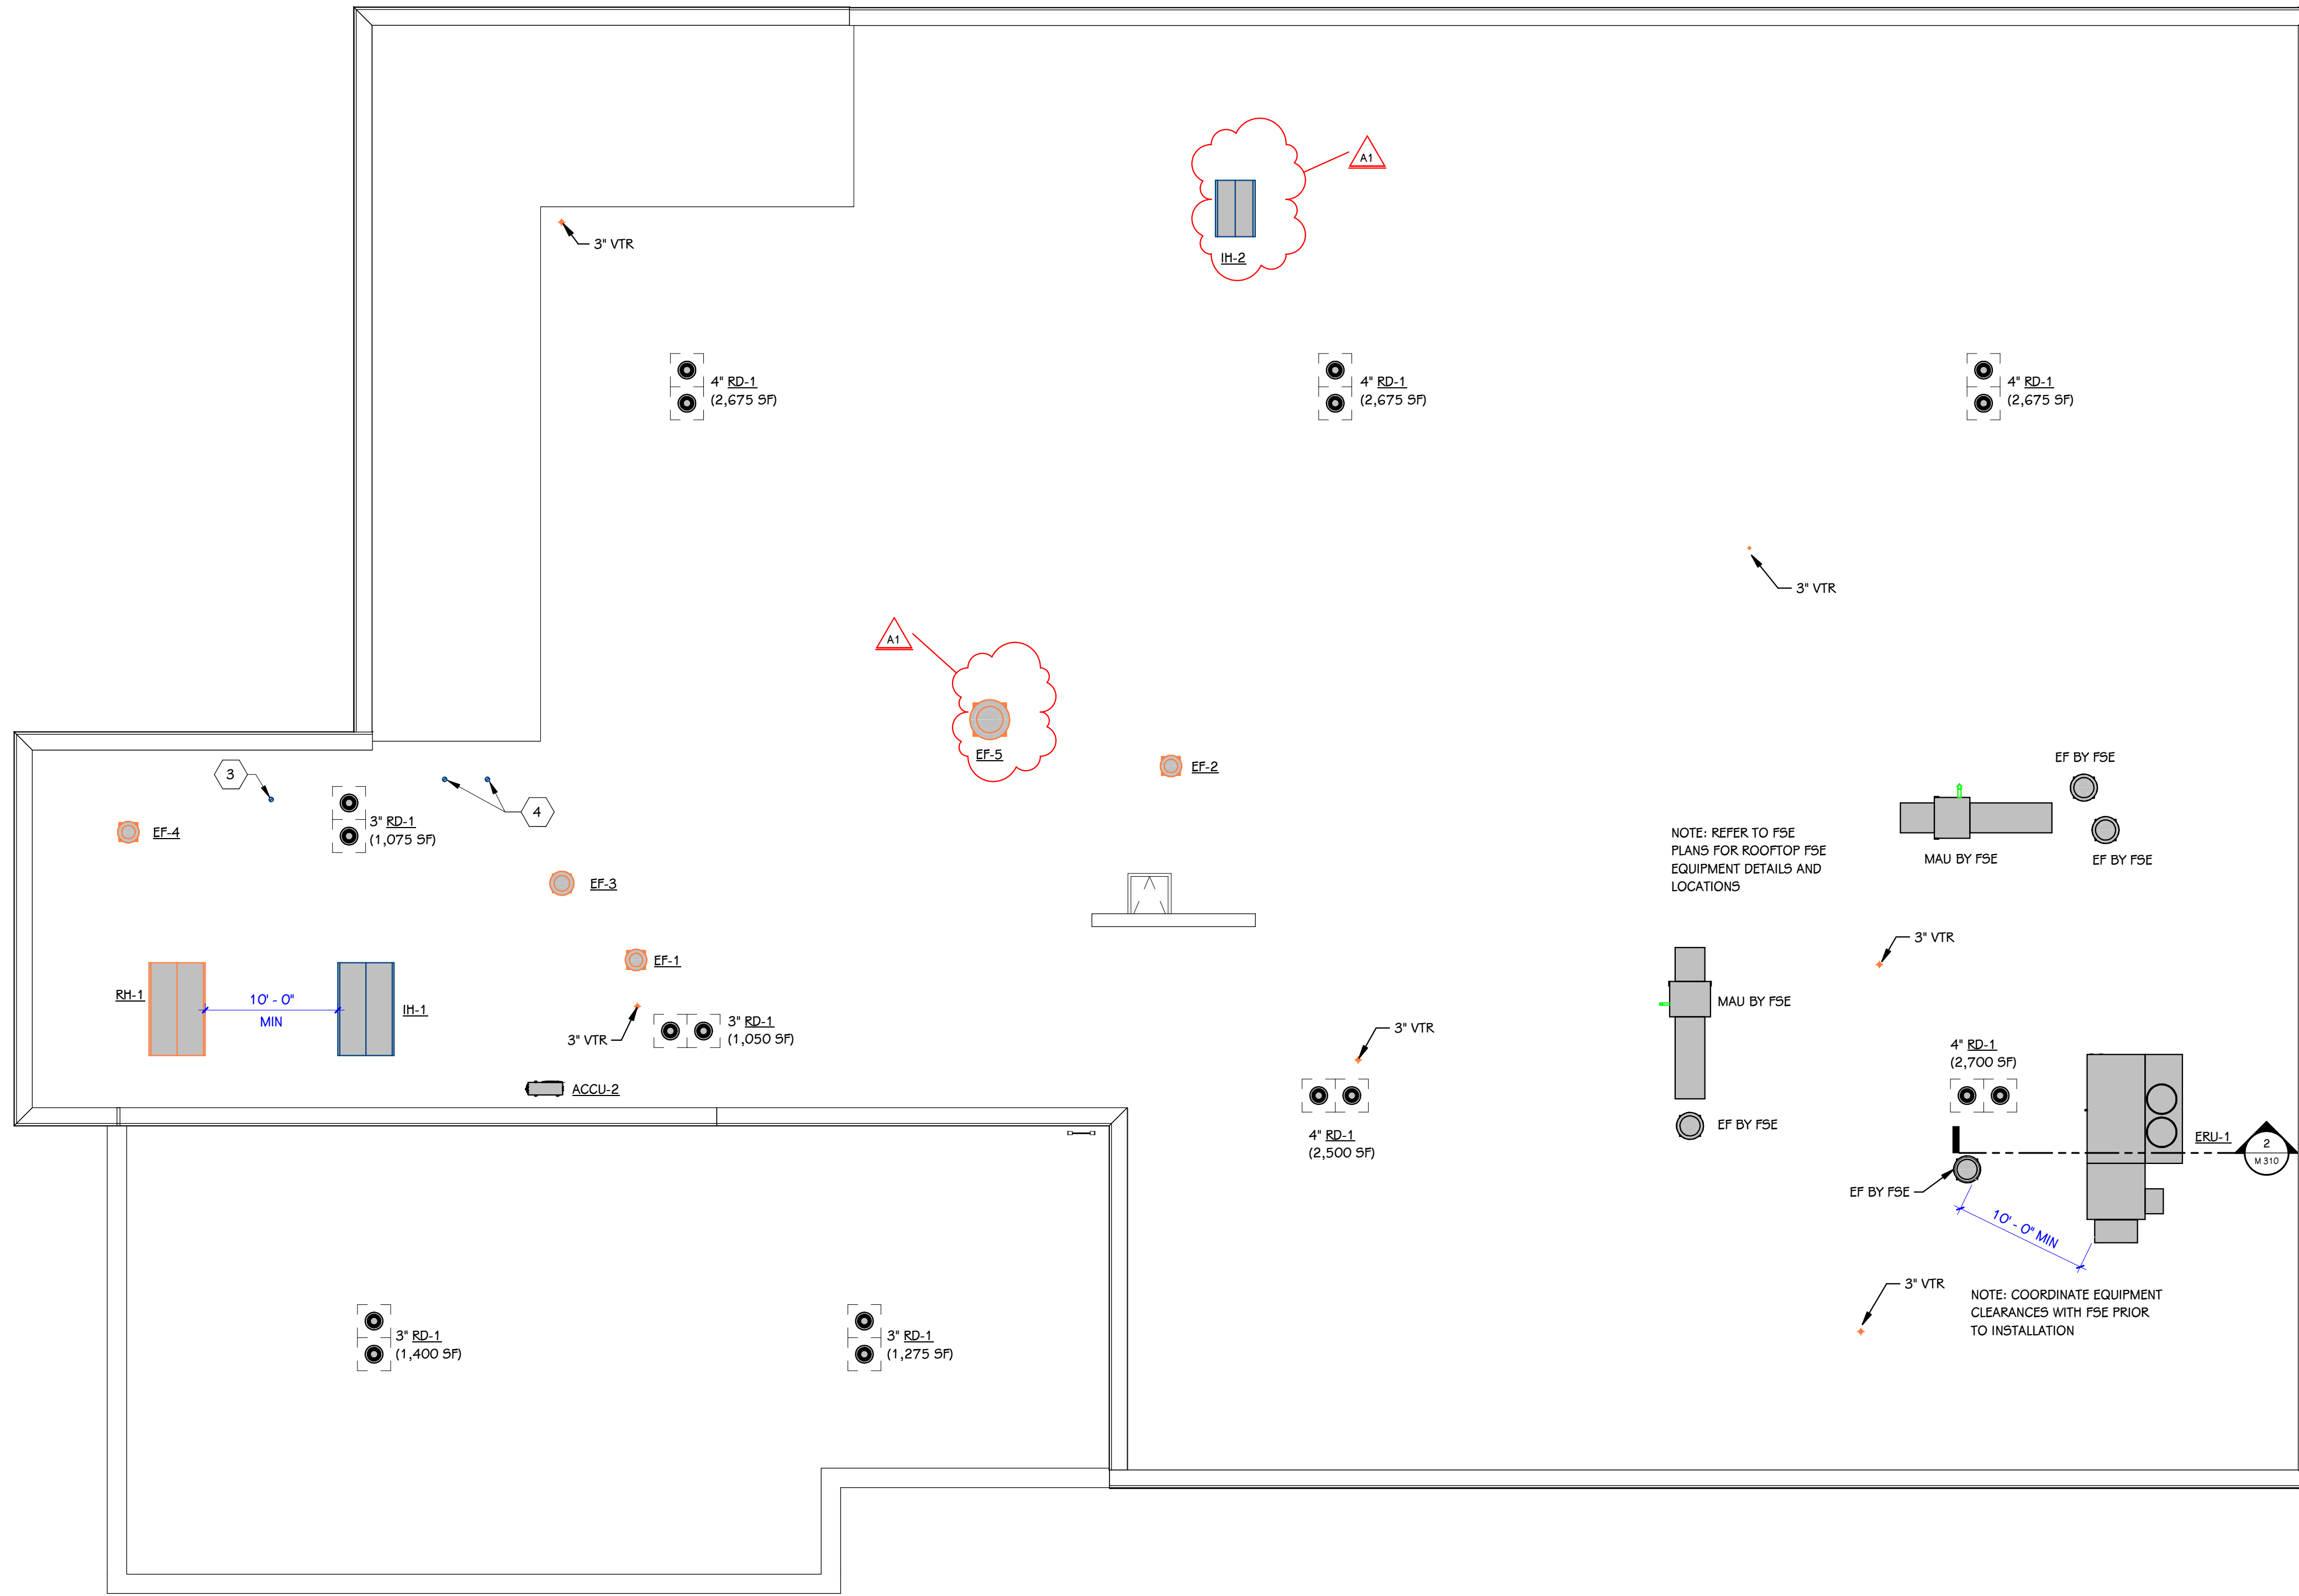 A1
IH-2
3" VTR
4" RD-1
(2,675 SF)
4" RD-1
(2,675 SF)
4" RD-1
(2,675 SF)
3" VTR
A1
EF-5
EF-2
EF BY FSE
3
4
EF-4
3" RD-1
(1,075 SF)
NOTE: REFER TO FSE
PLANS FOR ROOFTOP FSE
EQUIPMENT DETAILS AND
LOCATIONS
MAU BY FSE
EF BY FSE
EF-3
3" VTR
EF-1
RH-1
10' - 0"
MIN
IH-1
MAU BY FSE
3" VTR
3" RD-1
(1,050 SF)
3" VTR
4" RD-1
(2,700 SF)
ACCU-2
EF BY FSE
4" RD-1
(2,500 SF)
ERU-1
2
M 310
EF BY FSE
10' - 0" MIN
3" VTR
NOTE: COORDINATE EQUIPMENT
CLEARANCES WITH FSE PRIOR
TO INSTALLATION
3" RD-1
(1,400 SF)
3" RD-1
(1,275 SF)